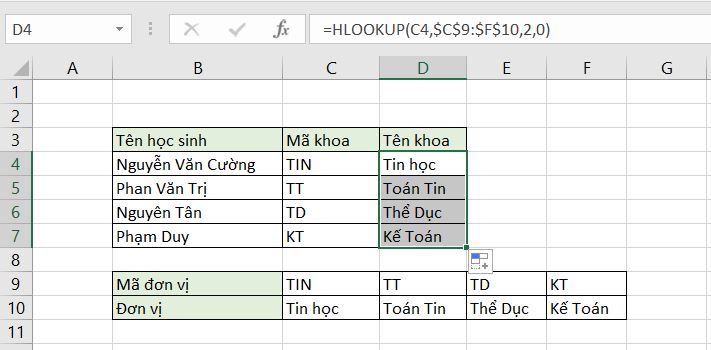 D4 fx =HLOOKUP(C4,$C$9:$F$10,2,0)
A B C D E F G
1
2
3 Tên học sinh Mã khoa Tên khoa
4 Nguyễn Văn Cường TIN Tin học
5 Phan Văn Trị TT Toán Tin
6 Nguyên Tân TD Thể Dục
7 Phạm Duy KT Kế Toán
8
9 Mã đơn vị TIN TT TD KT
10 Đơn vị Tin học Toán Tin Thể Dục Kế Toán
11